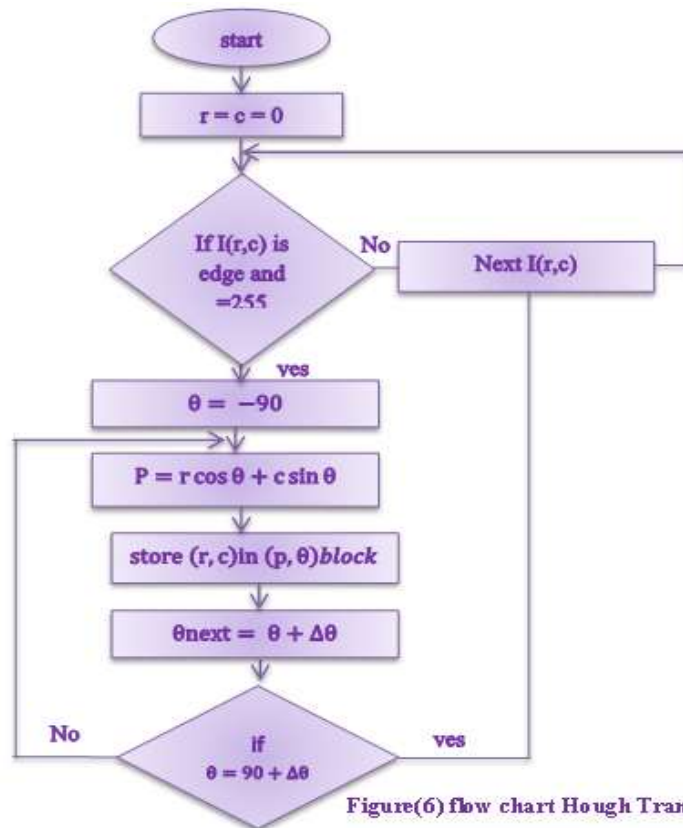 start
r = c = 0
If I(r,c) is
edge and
=255
No
Next I(r,c)
yes
θ = −90
P = r cos θ + c sin θ
store (r, c)in (p, θ)block
θnext = θ + Δθ
No
if
θ = 90 + Δθ
yes
Figure(6) flow chart Hough Tran